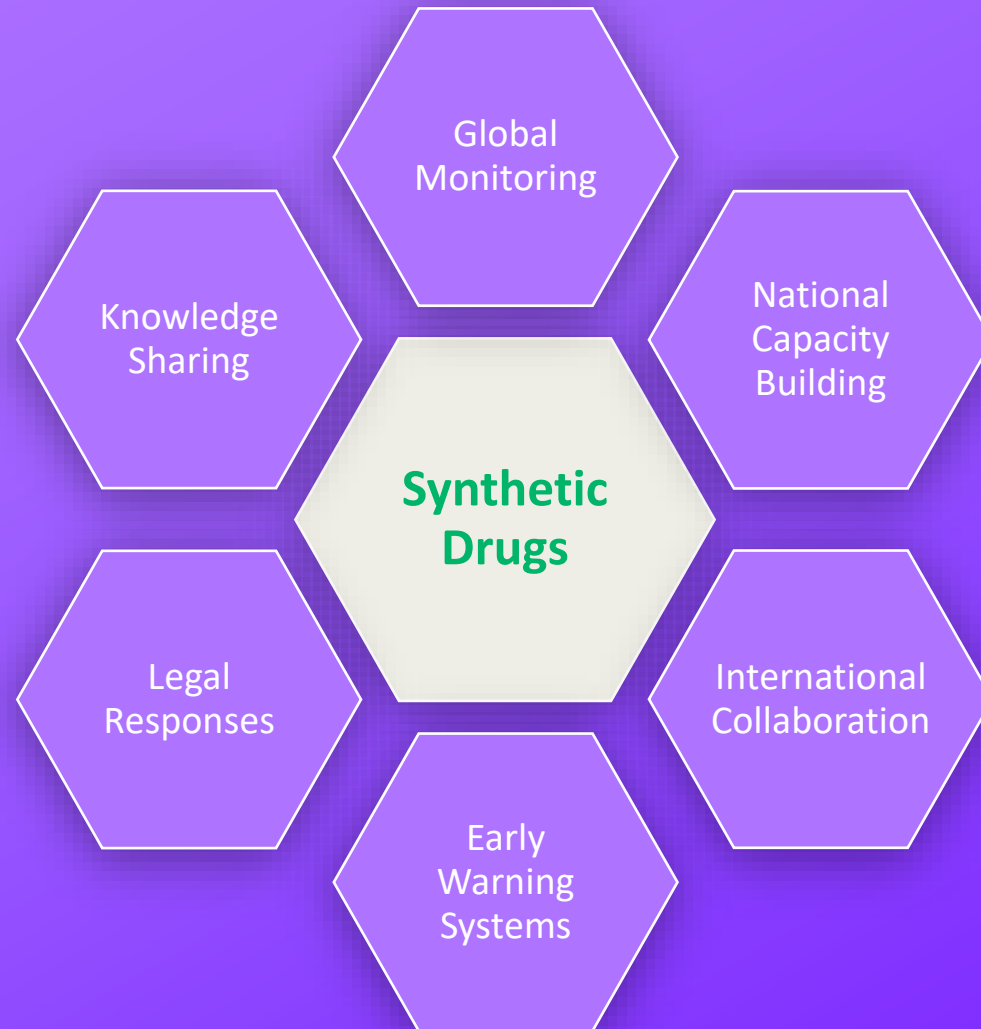 Global
Monitoring
Knowledge
Sharing
National
Capacity
Building
Synthetic
Drugs
Legal
Responses
International
Collaboration
Early
Warning
Systems